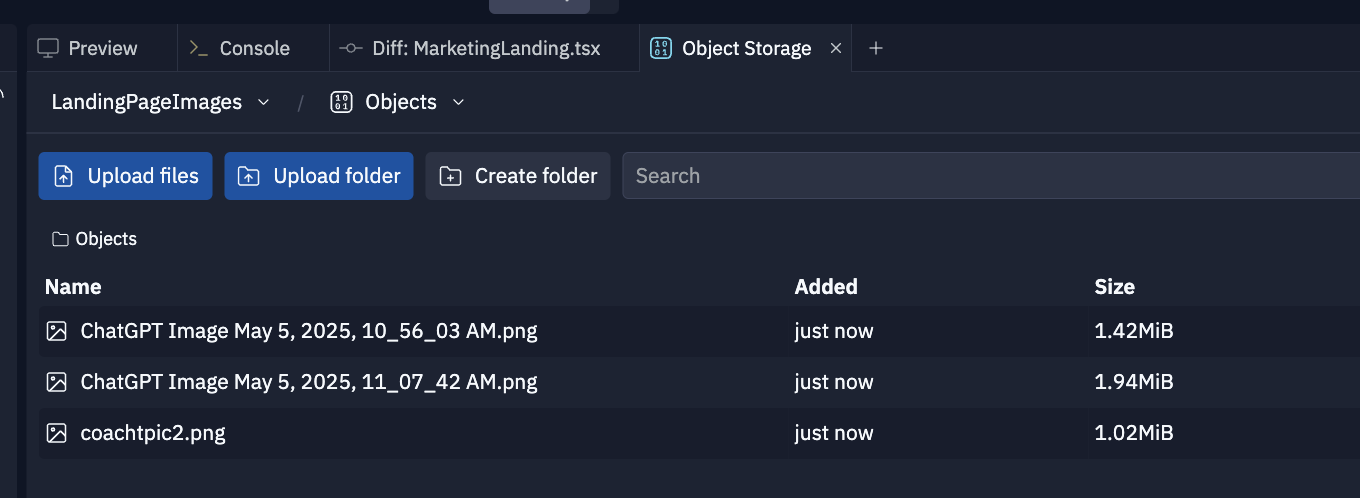 Preview Console Diff: MarketingLanding.tsx Object Storage
LandingPageImages / Objects
Upload files Upload folder Create folder Search
Objects
Name Added Size
ChatGPT Image May 5, 2025, 10_56_03 AM.png just now 1.42MiB
ChatGPT Image May 5, 2025, 11_07_42 AM.png just now 1.94MiB
coachtpic2.png just now 1.02MiB